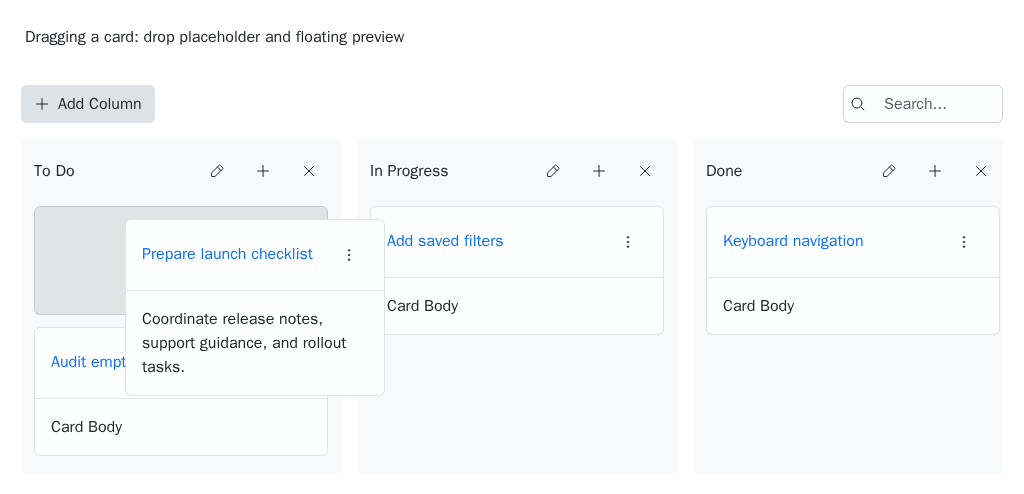 Dragging a card: drop placeholder and floating preview
Add Column
Search...
To Do
In Progress
Done
Prepare launch checklist
Coordinate release notes,
support guidance, and rollout
tasks.
Audit
Card Body
Add saved filters
Card Body
Keyboard navigation
Card Body